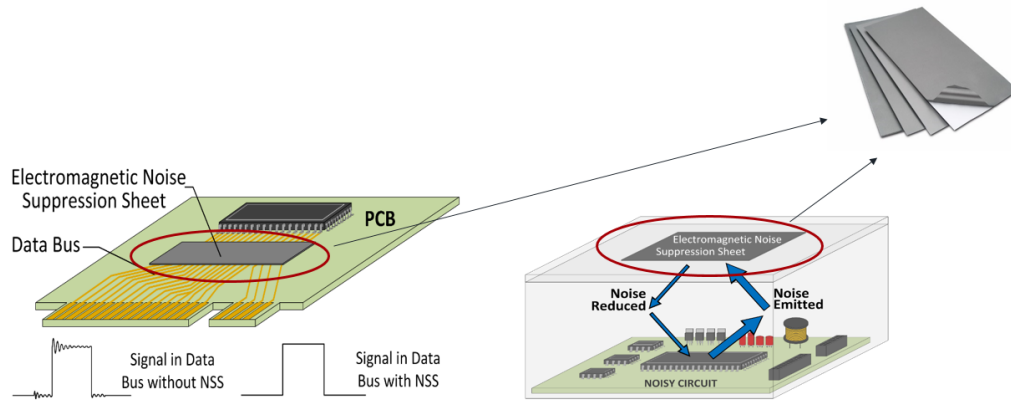 Electromagnetic Noise
Suppression Sheet
PCB
Data Bus
Signal in Data
Bus without NSS
Signal in Data
Bus with NSS
Electromagnetic Noise
Suppression Sheet
Noise
Reduced
Noise
Emitted
NOISY CIRCUIT